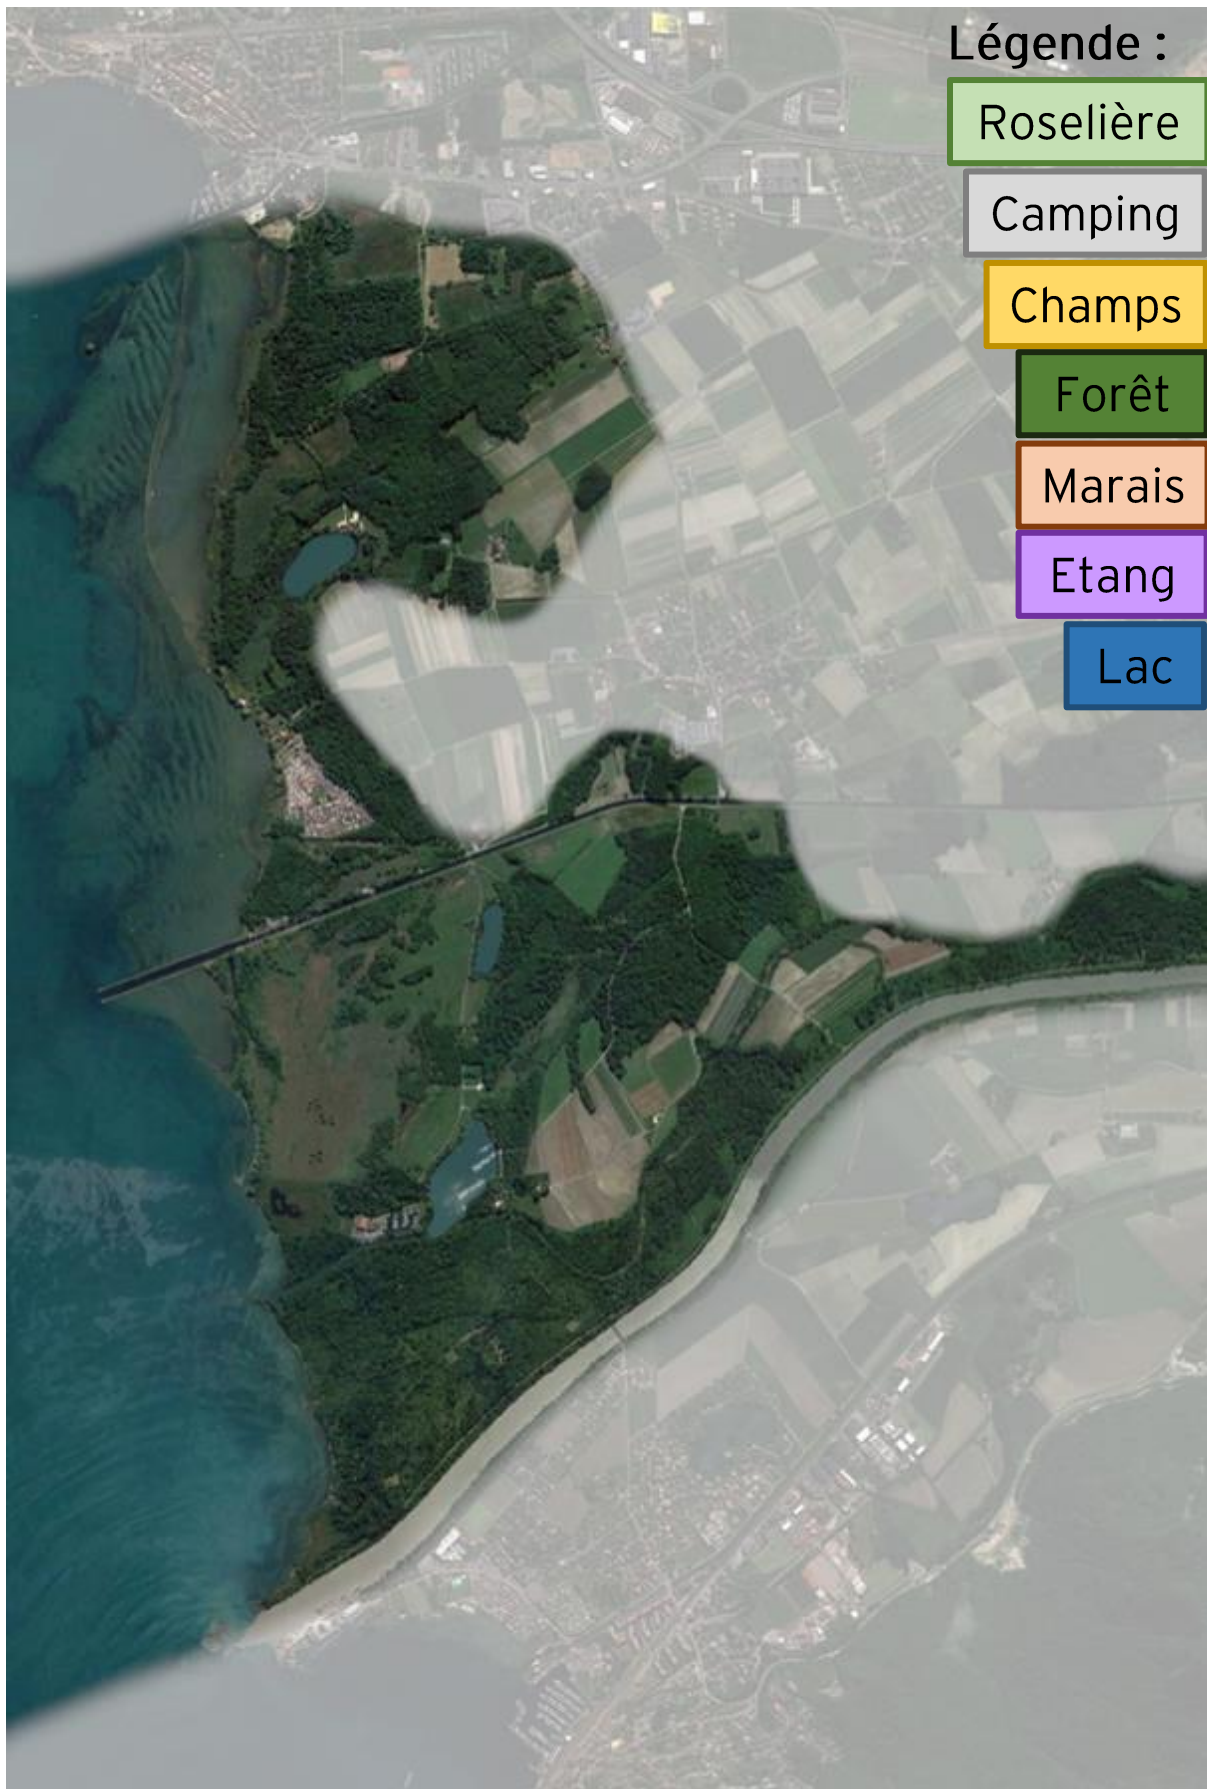 Légende :
Roselière
Camping
Champs
Forêt
Marais
Etang
Lac